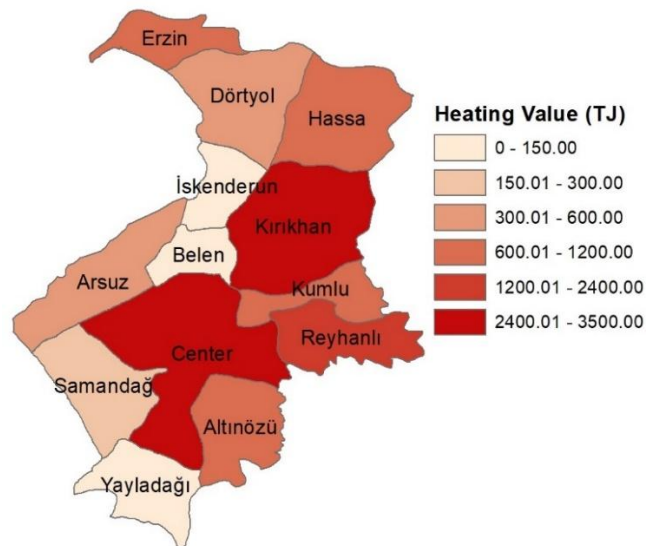 Erzin
Dörtyol
Hassa
İskenderun
Kırıkhan
Belen
Arsuz
Kumlu
Reyhanlı
Center
Samandağ
Altınözü
Yayladağı
Heating Value (TJ)
0 - 150.00
150.01 - 300.00
300.01 - 600.00
600.01 - 1200.00
1200.01 - 2400.00
2400.01 - 3500.00